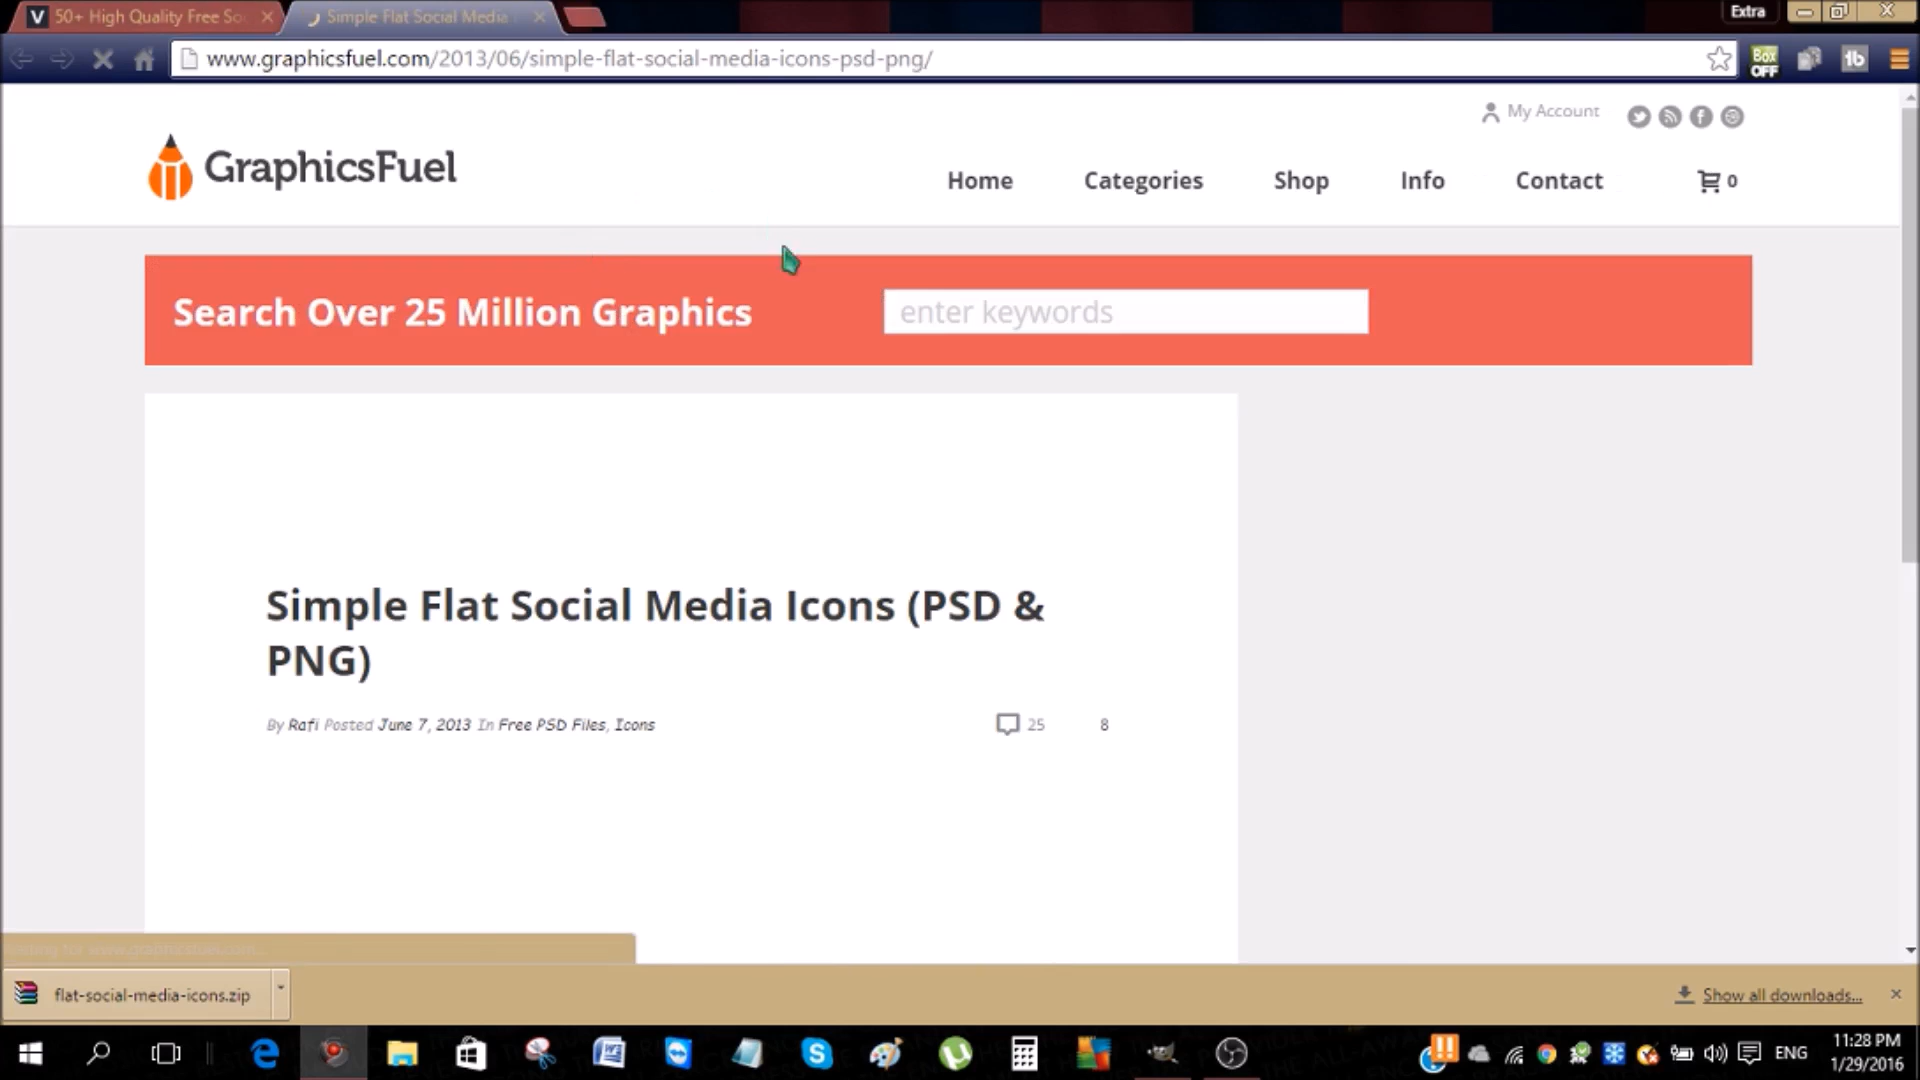 50+ High Quality Free So
Simple Flat Social Media
Extra
www.graphicsfuel.com/2013/06/simple-flat-social-media-icons-psd-png/
Box
OFF
1b
My Account
GraphicsFuel
Home
Categories
Shop
Info
Contact
0
Search Over 25 Million Graphics
enter keywords
Simple Flat Social Media Icons (PSD &
PNG)
By Rafi Posted June 7, 2013 In Free PSD Files, Icons
25
8
flat-social-media-icons.zip
Show all downloads...
ENG
11:28 PM
1/29/2016